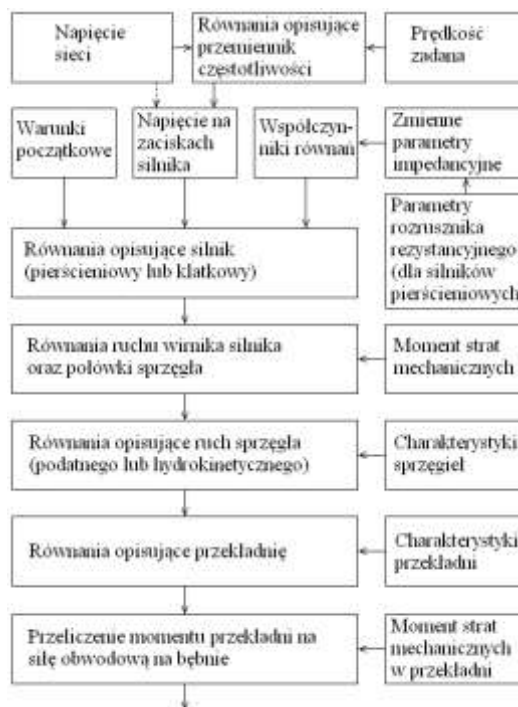 Napięcie
sieci
Równania opisujące
przemiennik
częstotliwości
Prędkość
zadana
Warunki
początkowe
Napięcie na
zaciskach
silnika
Współczyn-
niki równań
Zmienne
parametry
impedancyjne
Parametry
rozrusznika
rezystancyjnego
(dla silników
pierścieniowych
Równania opisujące silnik
(pierścieniowy lub klatkowy)
Równania ruchu wirnika silnika
oraz połówki sprzęgła
Moment strat
mechanicznych
Równania opisujące ruch sprzęgła
(podatnego lub hydrokinetycznego)
Charakterystyki
sprzęgieł
Równania opisujące przekładnię
Charakterystyki
przekładni
Przeliczenie momentu przekładni na
siłę obwodową na bębnie
Moment strat
mechanicznych
w przekładni